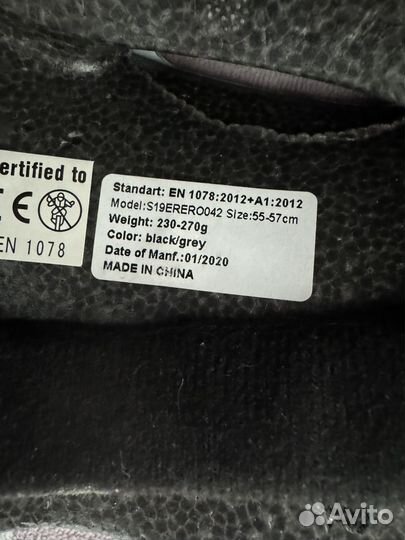 ertified to
CE
EN 1078
Standart: EN 1078:2012+A1:2012
Model:S19ERERO042 Size:55-57cm
Weight: 230-270g
Color: black/grey
Date of Manf.:01/2020
MADE IN CHINA
Avito